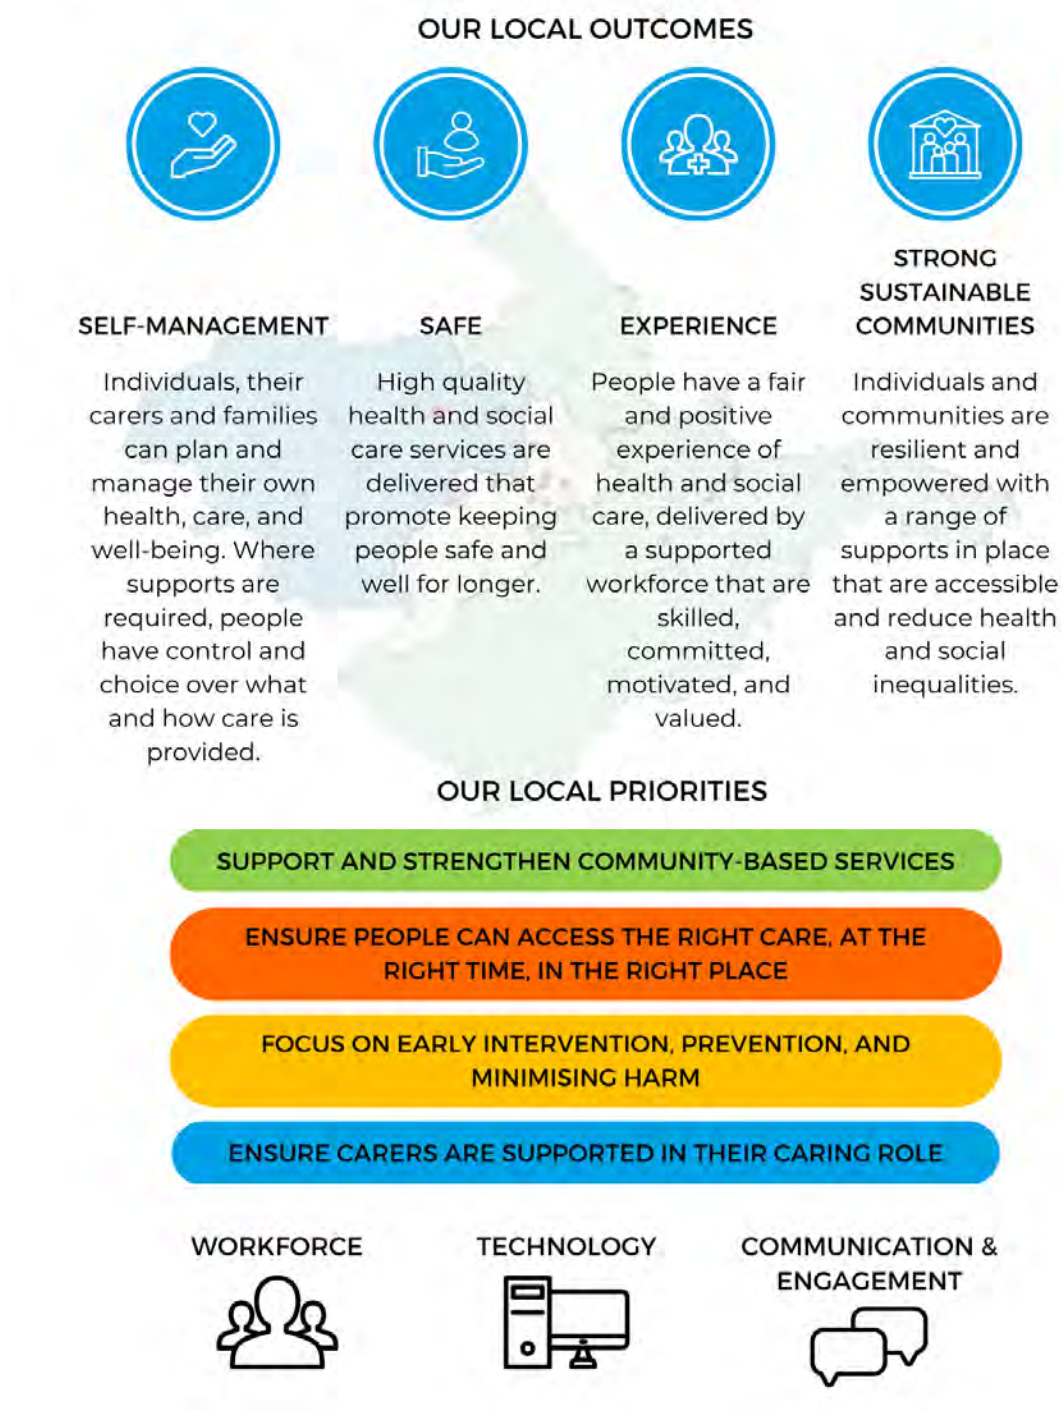 OUR LOCAL OUTCOMES
SELF-MANAGEMENT
Individuals, their
carers and families
can plan and
manage their own
health, care, and
well-being. Where
supports are
required, people
have control and
choice over what
and how care is
provided.
SAFE
High quality
health and social
care services are
delivered that
promote keeping
people safe and
well for longer.
EXPERIENCE
People have a fair
and positive
experience of
health and social
care, delivered by
a supported
workforce that are
skilled,
committed,
motivated, and
valued.
STRONG
SUSTAINABLE
COMMUNITIES
Individuals and
communities are
resilient and
empowered with
a range of
supports in place
that are accessible
and reduce health
and social
inequalities.
OUR LOCAL PRIORITIES
SUPPORT AND STRENGTHEN COMMUNITY-BASED SERVICES
ENSURE PEOPLE CAN ACCESS THE RIGHT CARE, AT THE
RIGHT TIME, IN THE RIGHT PLACE
FOCUS ON EARLY INTERVENTION, PREVENTION, AND
MINIMISING HARM
ENSURE CARERS ARE SUPPORTED IN THEIR CARING ROLE
WORKFORCE
TECHNOLOGY
COMMUNICATION &
ENGAGEMENT